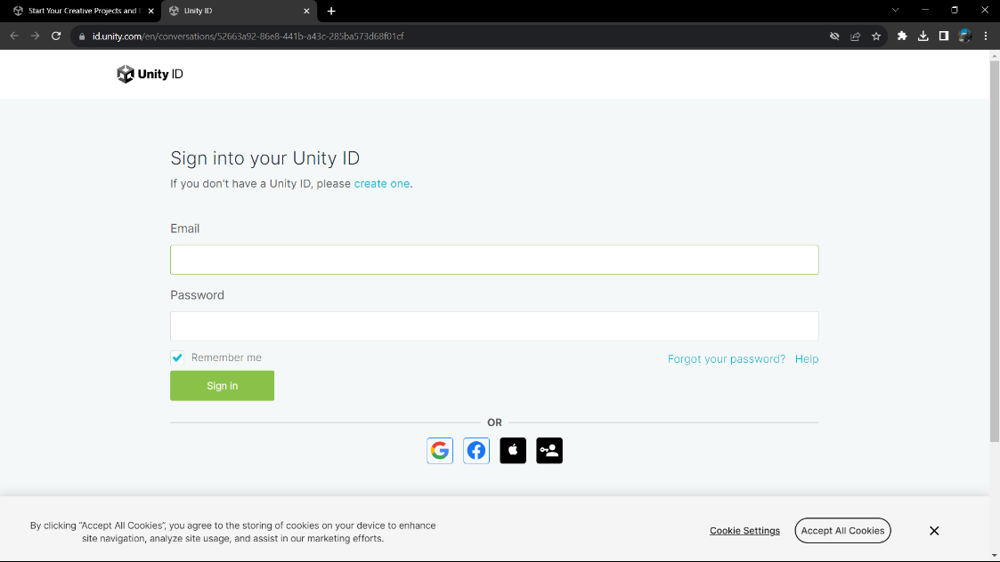 Start Your Creative Projects and
Unity ID
id.unity.com/en/conversations/52663a92-86e8-441b-a43c-285ba573d68f01cf
Unity ID
Sign into your Unity ID
If you don't have a Unity ID, please create one.
Email
Password
Remember me
Forgot your password? Help
Sign in
OR
By clicking "Accept All Cookies", you agree to the storing of cookies on your device to enhance
site navigation, analyze site usage, and assist in our marketing efforts.
Cookie Settings
Accept All Cookies